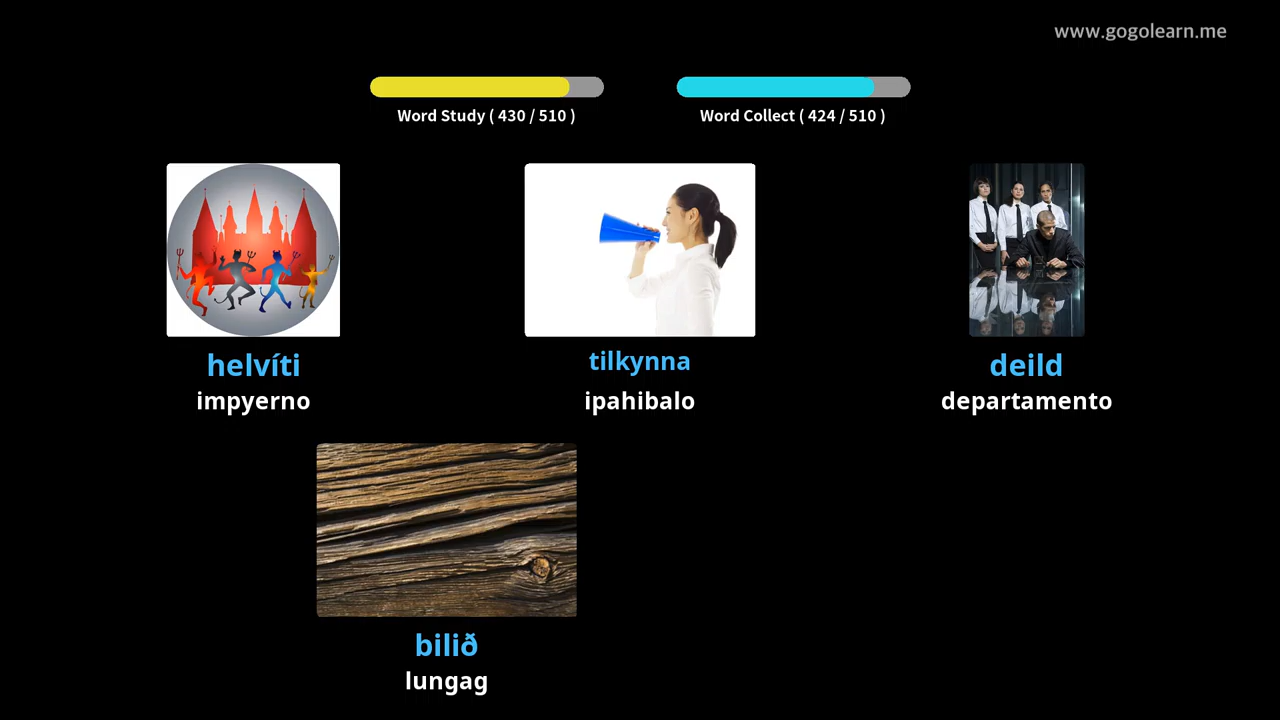 www.gogolearn.me
Word Study ( 430 / 510 )
Word Collect ( 424 / 510 )
helvíti
impyerno
tilkynna
ipahibalo
deild
departamento
bilið
lungag